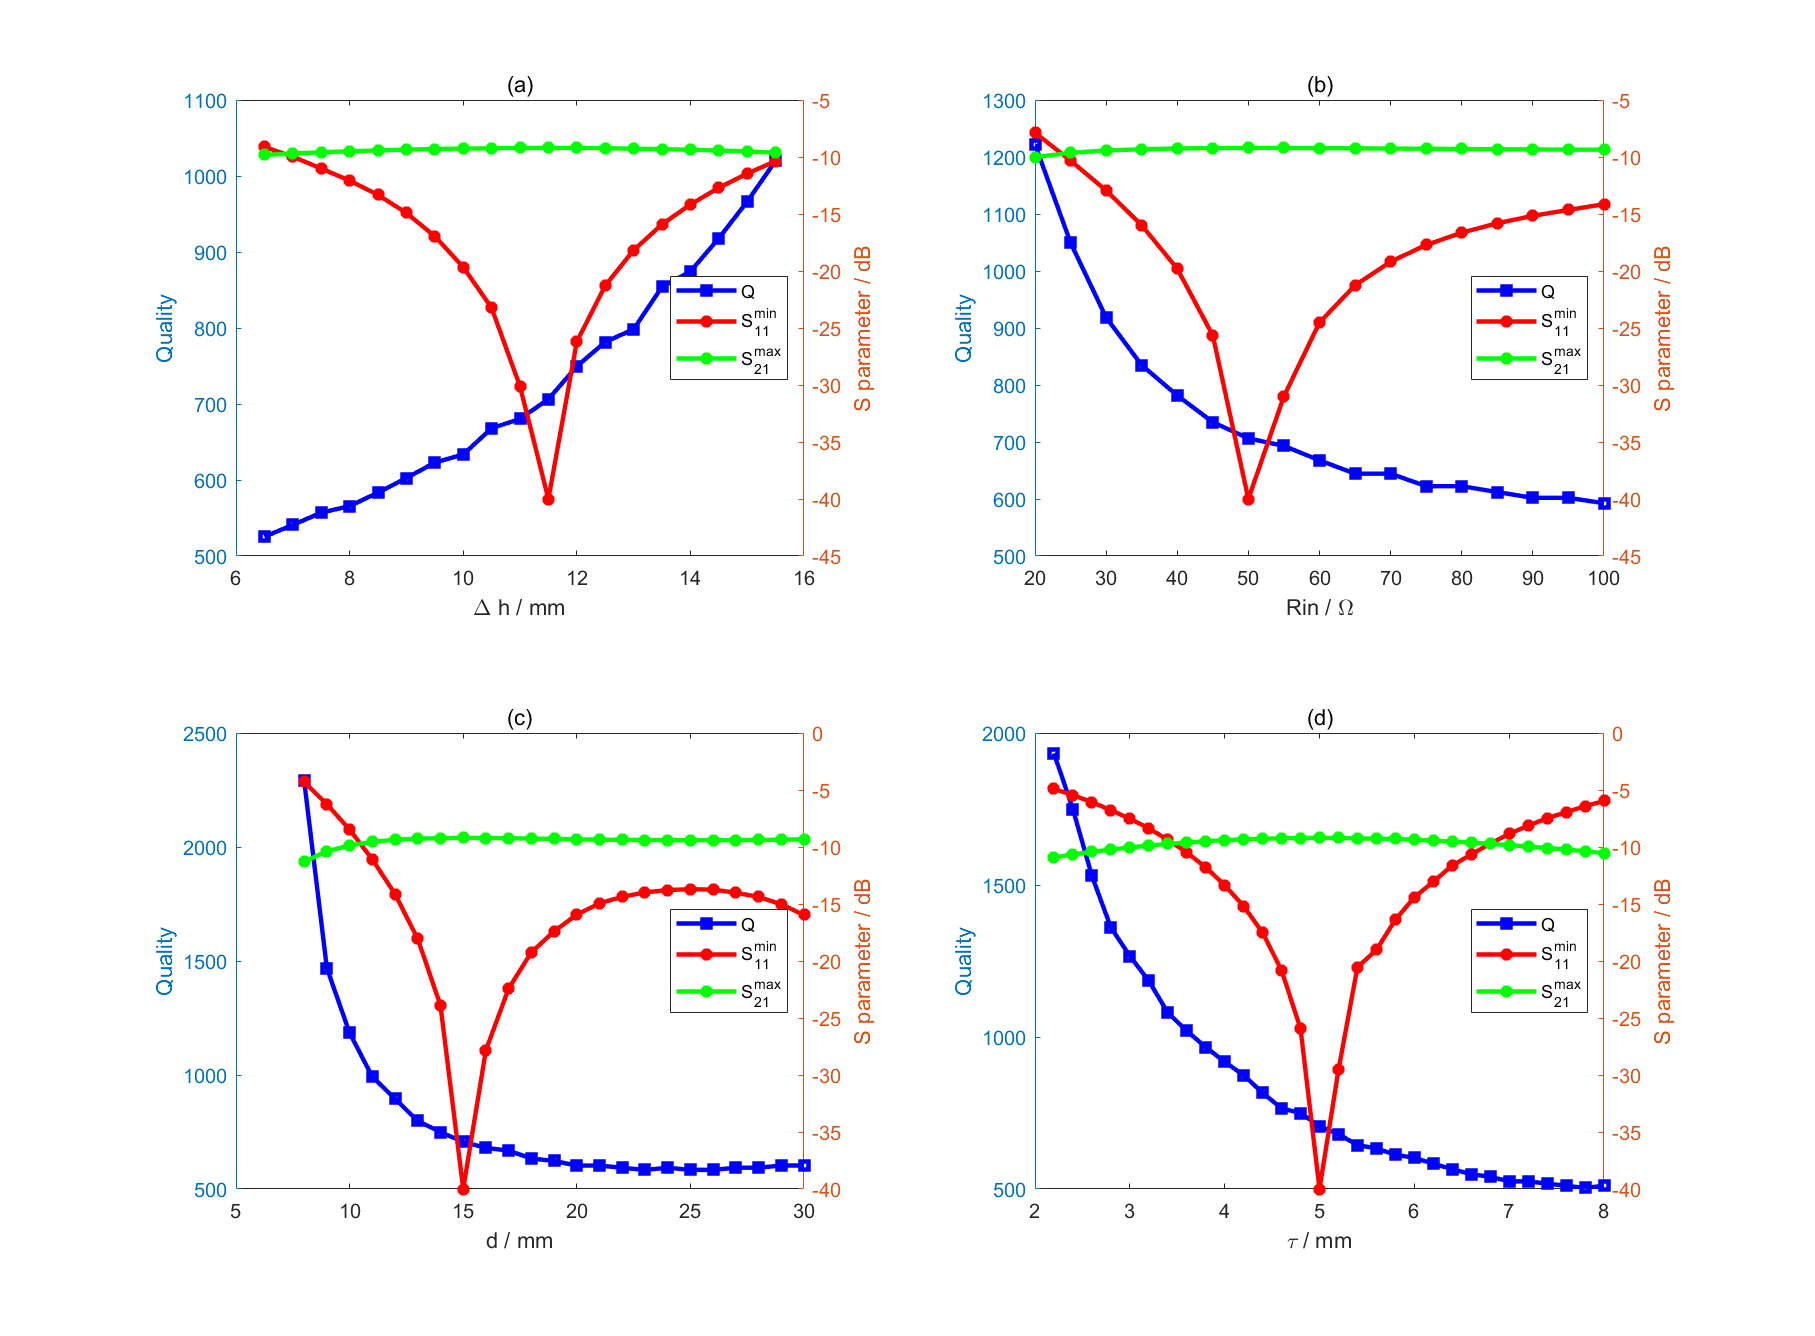 (a)
1100
1000
900
800
700
600
500
Quality
-5
-10
-15
-20
-25
-30
-35
-40
-45
S parameter / dB
Q
S11min
S21max
6 8 10 12 14 16
Δ h / mm
(b)
1300
1200
1100
1000
900
800
700
600
500
Quality
-5
-10
-15
-20
-25
-30
-35
-40
-45
S parameter / dB
Q
S11min
S21max
20 30 40 50 60 70 80 90 100
Rin / Ω
(c)
2500
2000
1500
1000
500
Quality
0
-5
-10
-15
-20
-25
-30
-35
-40
S parameter / dB
Q
S11min
S21max
5 10 15 20 25 30
d / mm
(d)
2000
1500
1000
500
Quality
0
-5
-10
-15
-20
-25
-30
-35
-40
S parameter / dB
Q
S11min
S21max
2 3 4 5 6 7 8
τ / mm